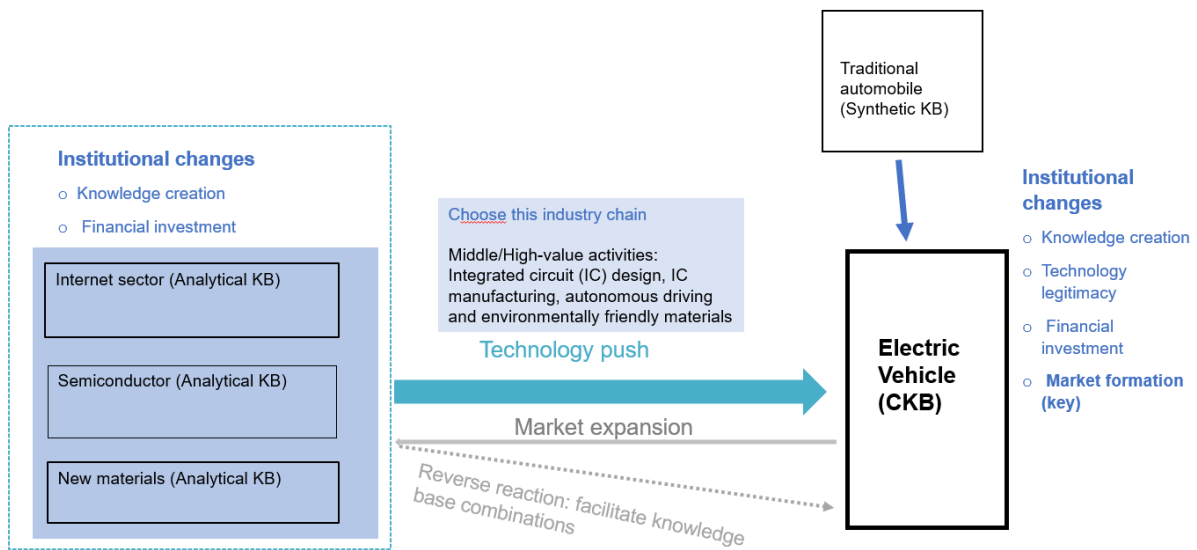 Traditional
automobile
(Synthetic KB)
Institutional changes
o Knowledge creation
o Financial investment
Internet sector (Analytical KB)
Semiconductor (Analytical KB)
New materials (Analytical KB)
Choose this industry chain
Middle/High-value activities:
Integrated circuit (IC) design, IC
manufacturing, autonomous driving
and environmentally friendly materials
Technology push
Market expansion
Reverse reaction: facilitate knowledge
base combinations
Electric
Vehicle
(CKB)
Institutional
changes
o Knowledge creation
o Technology
legitimacy
o Financial
investment
o Market formation
(key)